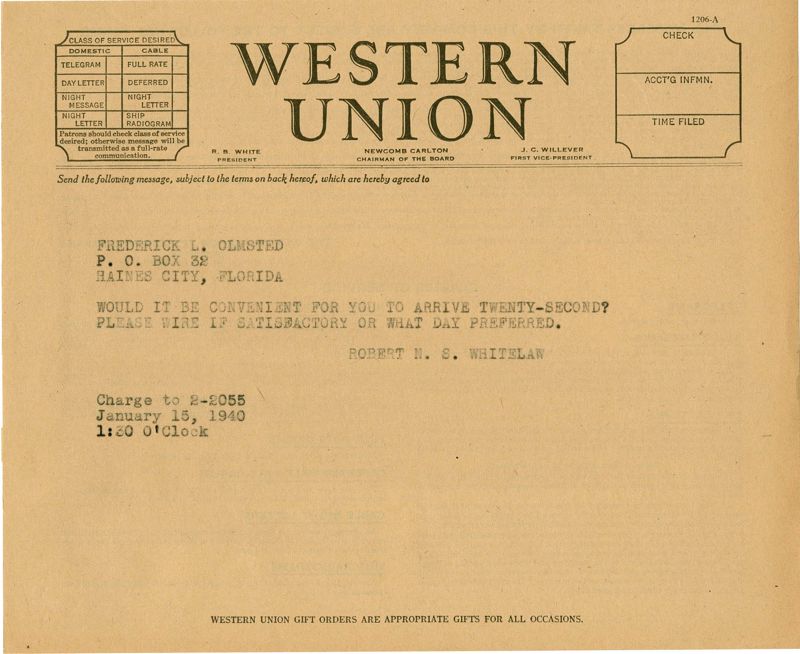 1206-A
CLASS OF SERVICE DESIRED
DOMESTIC CABLE
TELEGRAM FULL RATE
DAY LETTER DEFERRED
NIGHT MESSAGE NIGHT LETTER
NIGHT LETTER SHIP RADIOGRAM
Patrons should check class of service
desired; otherwise message will be
transmitted as a full-rate
communication.
WESTERN
UNION
R. B. WHITE
PRESIDENT
NEWCOMB CARLTON
CHAIRMAN OF THE BOARD
J. C. WILLEVER
FIRST VICE-PRESIDENT
CHECK
ACCT'G INFMN.
TIME FILED
Send the following message, subject to the terms on back hereof, which are hereby agreed to
FREDERICK L. OLMSTED
P. O. BOX 32
HAINES CITY, FLORIDA
WOULD IT BE CONVENIENT FOR YOU TO ARRIVE TWENTY-SECOND?
PLEASE WIRE IF SATISFACTORY OR WHAT DAY PREFERRED.
ROBERT N. S. WHITELAW
Charge to 2-2055
January 15, 1940
1:30 O'Clock
WESTERN UNION GIFT ORDERS ARE APPROPRIATE GIFTS FOR ALL OCCASIONS.